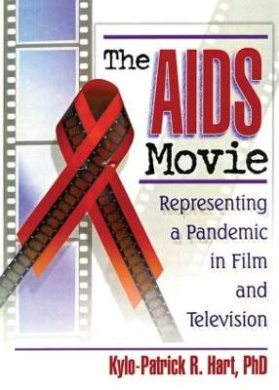 The
AIDS
Movie
Representing
a Pandemic
in Film
and
Television
Kylo-Patrick R. Hart, PhD